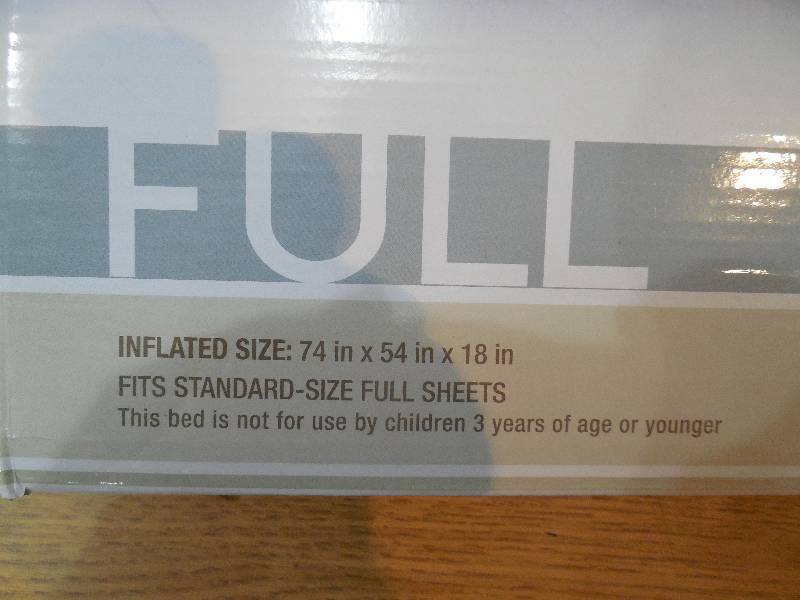 FULL
INFLATED SIZE: 74 in x 54 in x 18 in
FITS STANDARD-SIZE FULL SHEETS
This bed is not for use by children 3 years of age or younger